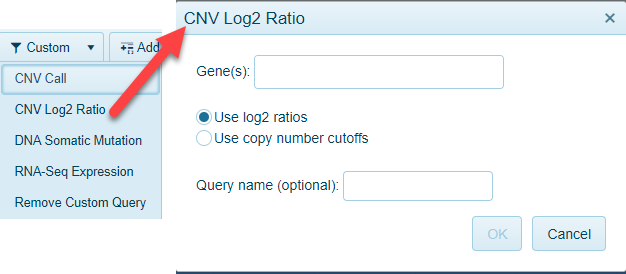 Custom
Add
CNV Call
CNV Log2 Ratio
DNA Somatic Mutation
RNA-Seq Expression
Remove Custom Query
CNV Log2 Ratio
Gene(s):
Use log2 ratios
Use copy number cutoffs
Query name (optional):
OK
Cancel